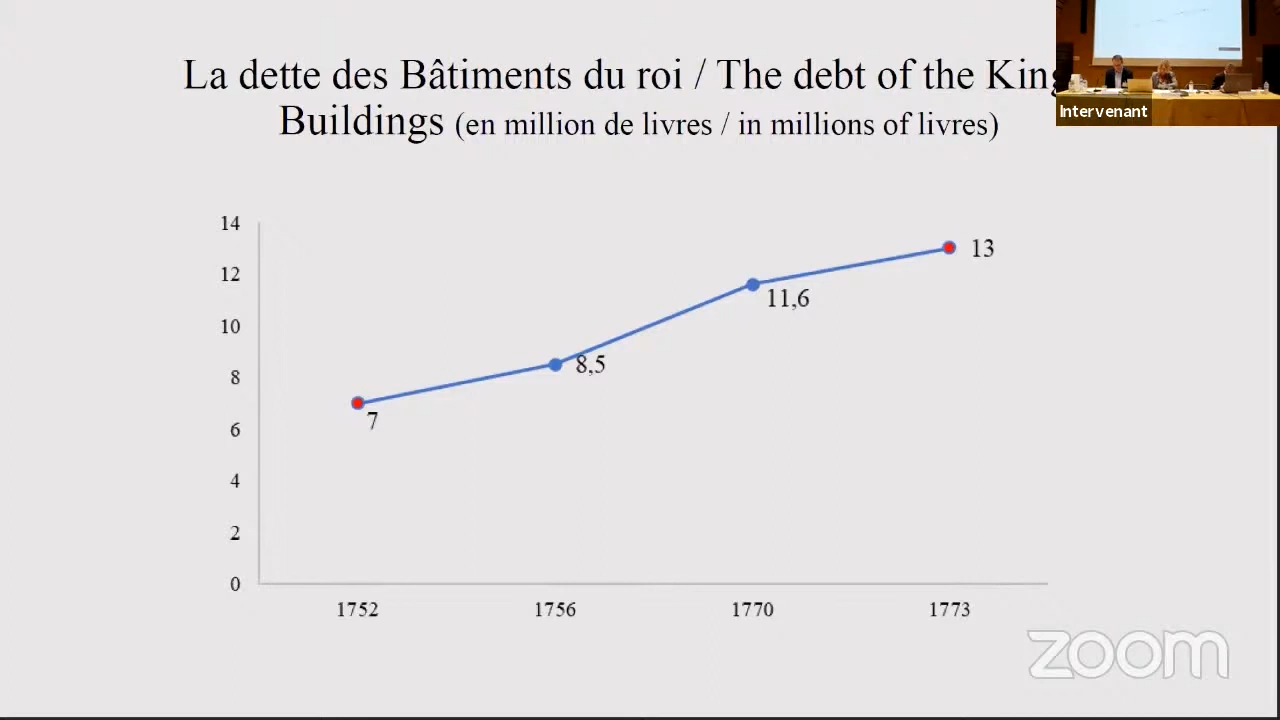 La dette des Bâtiments du roi / The debt of the King
Buildings (en million de livres / in millions of livres)
Intervenant
14
12
10
8
6
4
2
0
7
8,5
11,6
13
1752 1756 1770 1773
zoom